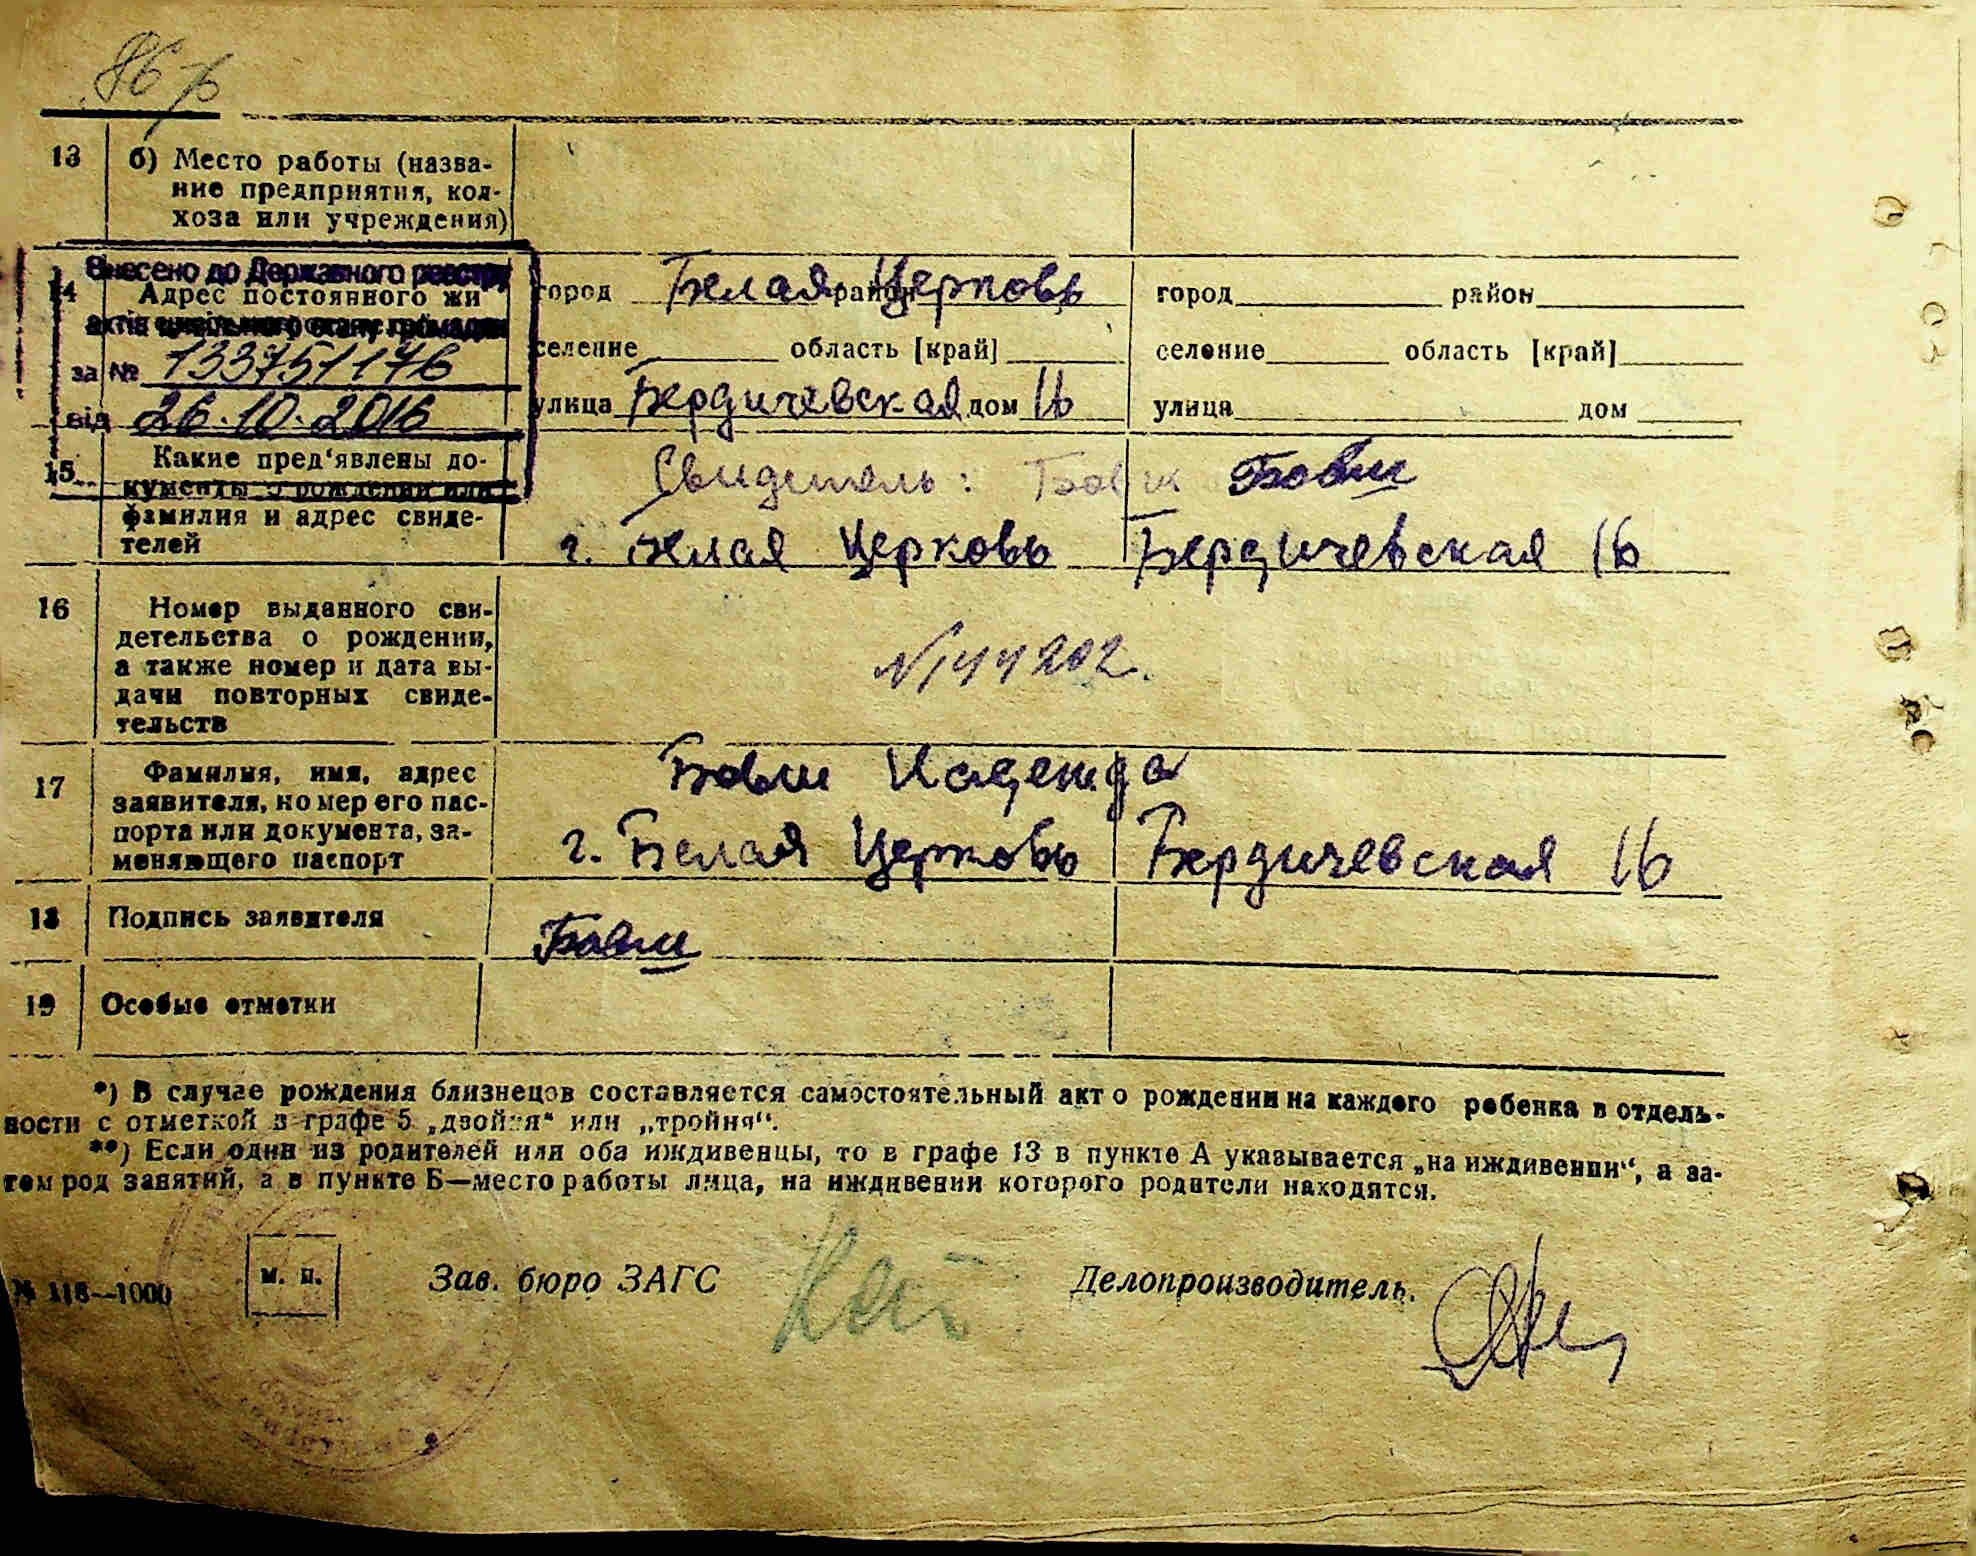 86
13 б) Место работы (назва-
ние предприятия, кол-
хоза или учреждения)
Внесено до Державного реєстру
14 Адрес постоянного жи
актів цивільного стану громадян
за № 133751176
від 26.10.2016
город Белая Церковь район
селение область [край]
улица Бердичевская дом 16
город район
селение область [край]
улица дом
15 Какие пред'явлены до-
кументы о рождении или
фамилия и адрес свиде-
телей
Свидетель:
г. Белая Церковь Бердичевская 16
16 Номер выданного сви-
детельства о рождении,
а также номер и дата вы-
дачи повторных свиде-
тельств
17 Фамилия, имя, адрес
заявителя, номер его пас-
порта или документа, за-
меняющего паспорт
Надежда
г. Белая Церковь Бердичевская 16
18 Подпись заявителя
19 Особые отметки
*) В случае рождения близнецов составляется самостоятельный акт о рождении на каждого ребенка в отдель-
ности с отметкой в графе 5 „двойня“ или „тройня“.
**) Если один из родителей или оба иждивенцы, то в графе 13 в пункте А указывается „на иждивении“, а за-
тем род занятий, а в пункте Б—место работы лица, на иждивении которого родители находятся.
№ 118—1000
м. п.
Зав. бюро ЗАГС
Делопроизводитель.